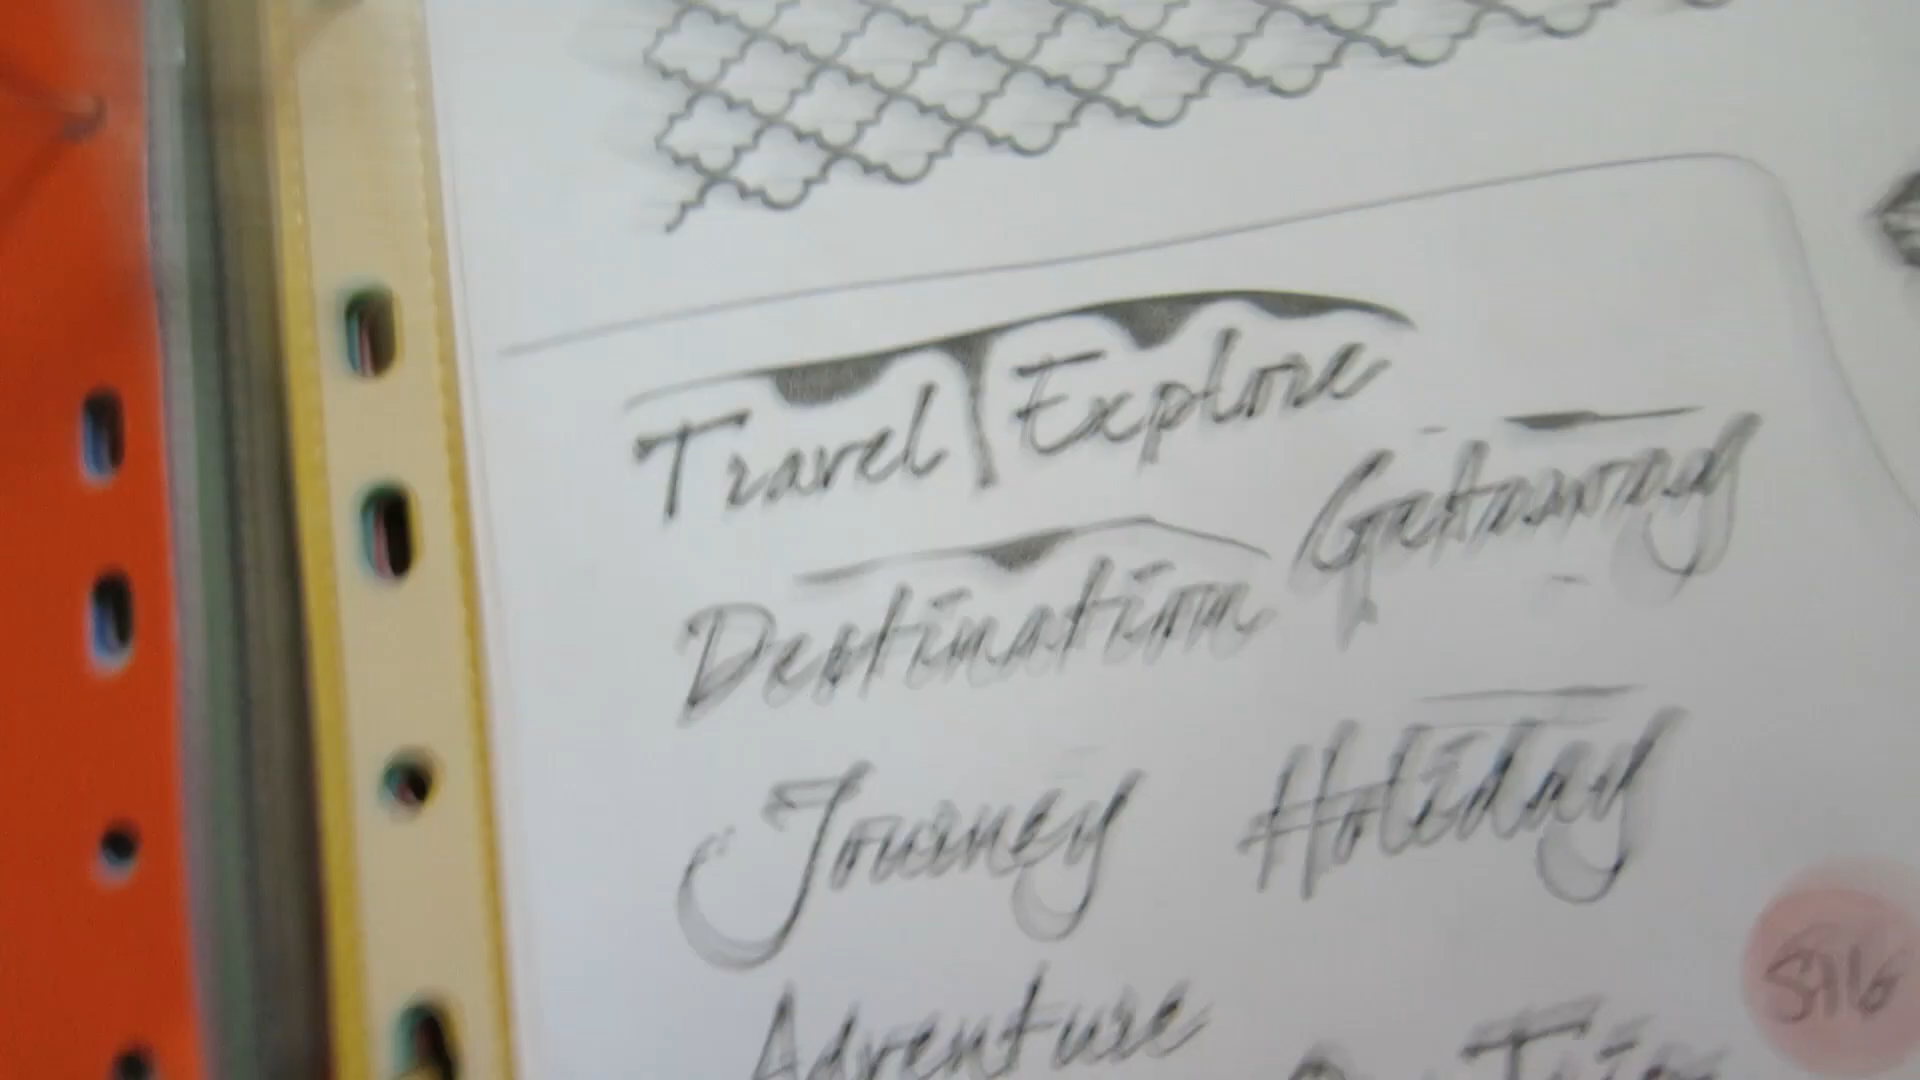 Travel Explore
Getaway
Destination
Journey Holiday
Adventure